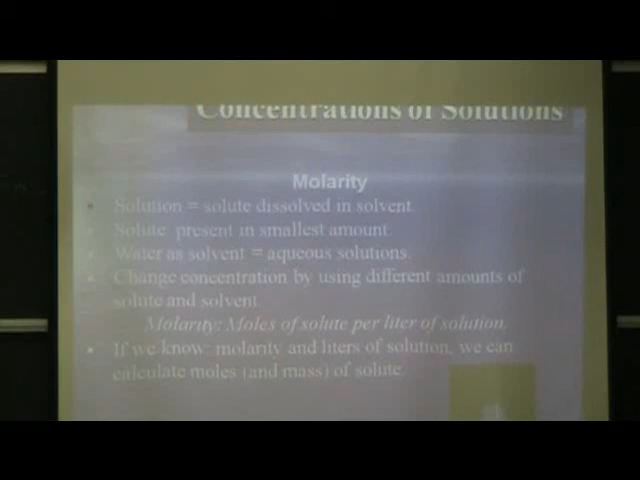 Concentrations of Solutions
Molarity
• Solution = solute dissolved in solvent.
• Solute present in smallest amount.
• Water as solvent = aqueous solutions.
• Change concentration by using different amounts of
solute and solvent.
Molarity: Moles of solute per liter of solution.
• If we know: molarity and liters of solution, we can
calculate moles (and mass) of solute.